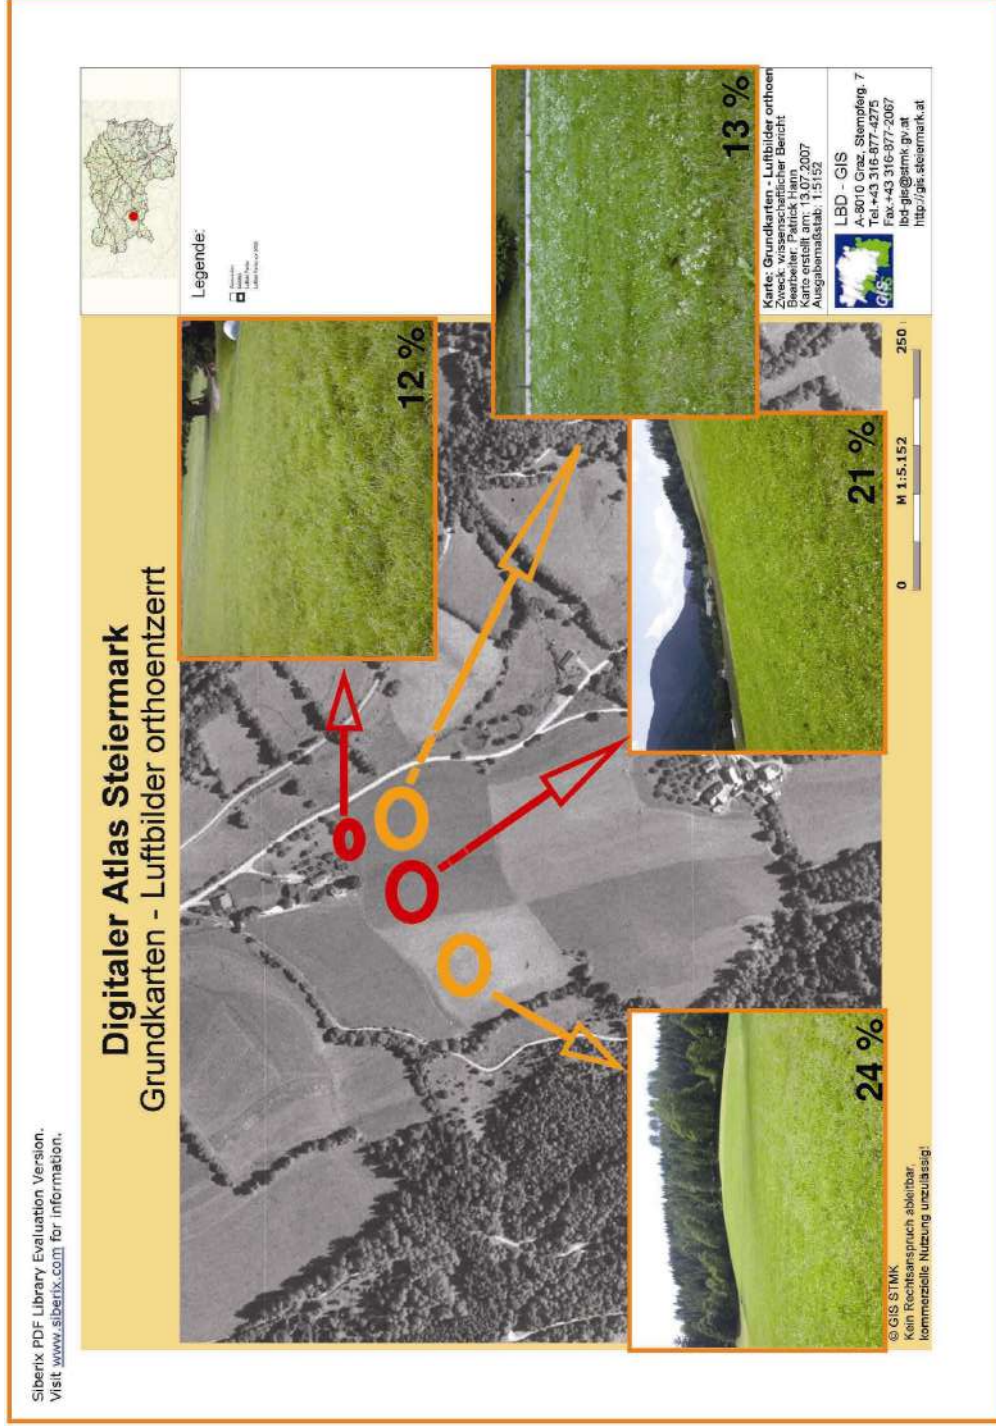 Siberix PDF Library Evaluation Version.
Visit www.siberix.com for information.
Digitaler Atlas Steiermark
Grundkarten - Luftbilder orthoentzerrt
Legende:
12 %
13 %
21 %
24 %
Karte: Grundkarten - Luftbilder orthoen
Zweck: wissenschaftlicher Bericht
Bearbeiter: Patrick Hann
Karte erstellt am: 13.07.2007
Ausgabemaßstab: 1:5152
GIS
LBD - GIS
A-8010 Graz, Stempferg. 7
Tel.+43 316-877-4275
Fax.+43 316-877-2067
lbd-gis@stmk.gv.at
http://gis.steiermark.at
0 M 1:5.152 250
© GIS STMK
Kein Rechtsanspruch ableitbar,
kommerzielle Nutzung unzulässig!